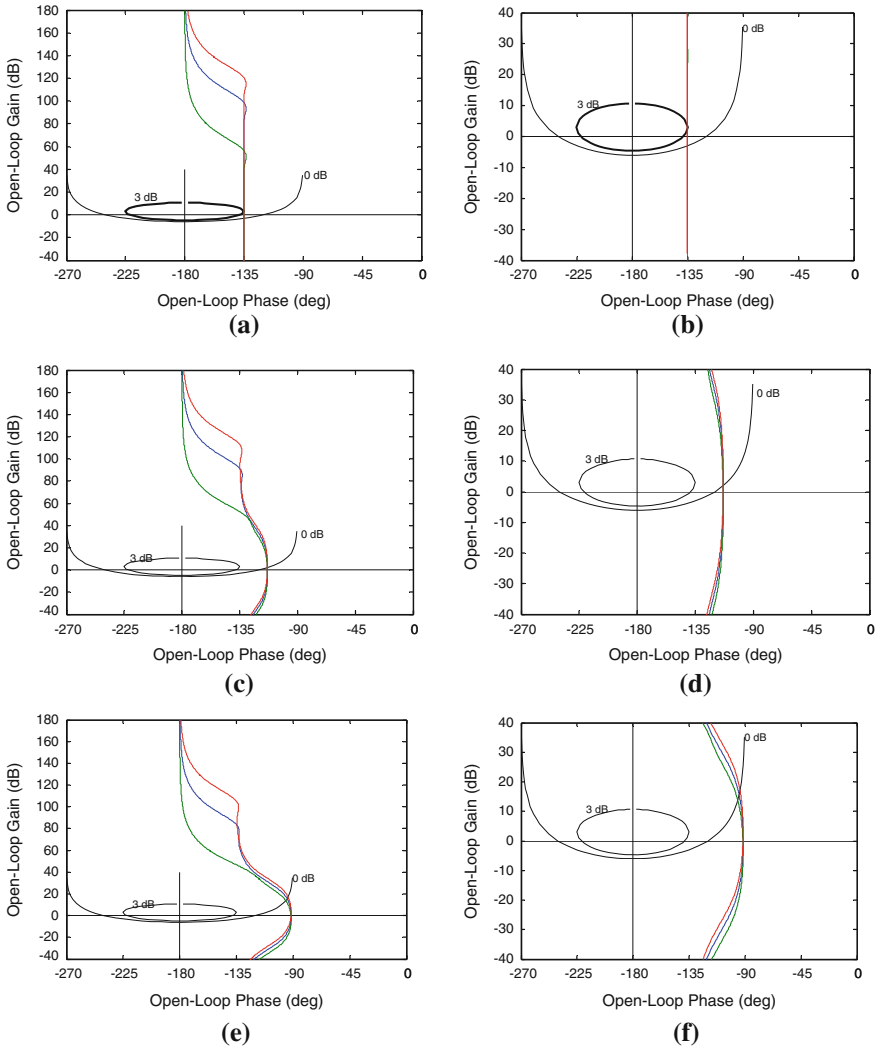 180
160
140
120
100
80
60
40
20
0
-20
-40
Open-Loop Gain (dB)
3 dB
0 dB
-270 -225 -180 -135 -90 -45 0
Open-Loop Phase (deg)
(a)
40
30
20
10
0
-10
-20
-30
-40
Open-Loop Gain (dB)
3 dB
0 dB
-270 -225 -180 -135 -90 -45 0
Open-Loop Phase (deg)
(b)
180
160
140
120
100
80
60
40
20
0
-20
-40
Open-Loop Gain (dB)
3 dB
0 dB
-270 -225 -180 -135 -90 -45 0
Open-Loop Phase (deg)
(c)
40
30
20
10
0
-10
-20
-30
-40
Open-Loop Gain (dB)
3 dB
0 dB
-270 -225 -180 -135 -90 -45 0
Open-Loop Phase (deg)
(d)
180
160
140
120
100
80
60
40
20
0
-20
-40
Open-Loop Gain (dB)
3 dB
0 dB
-270 -225 -180 -135 -90 -45 0
Open-Loop Phase (deg)
(e)
40
30
20
10
0
-10
-20
-30
-40
Open-Loop Gain (dB)
3 dB
0 dB
-270 -225 -180 -135 -90 -45 0
Open-Loop Phase (deg)
(f)